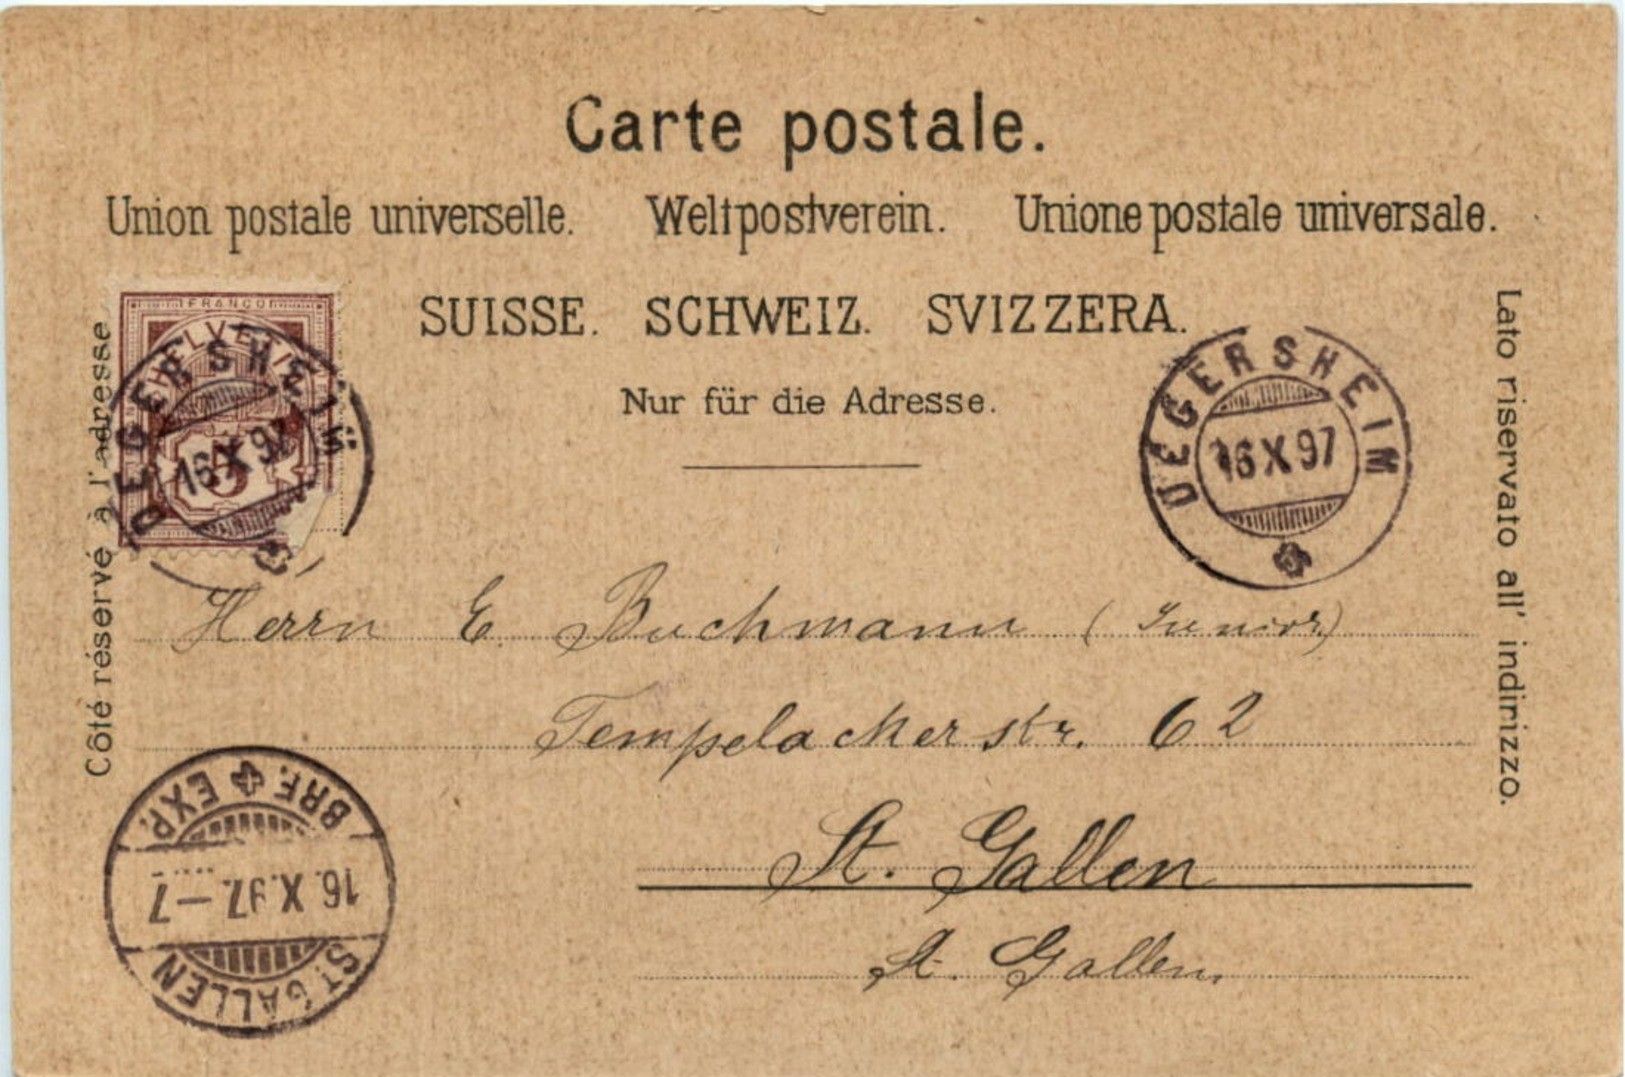 Carte postale.
Union postale universelle. Weltpostverein. Unione postale universale.
SUISSE. SCHWEIZ. SVIZZERA.
Nur für die Adresse.
Côté réservé à l'adresse
Lato riservato all' indirizzo.
FRANCO
HELVETIA
5
DEGERSHEIM
16 X 97
DEGERSHEIM
16 X 97
Herrn E. Buchmann (Junior)
Tempelackerstr. 62
St. Gallen
St. Gallen.
ST. GALLEN
16. X. 97. – 7
BRF. EXP.